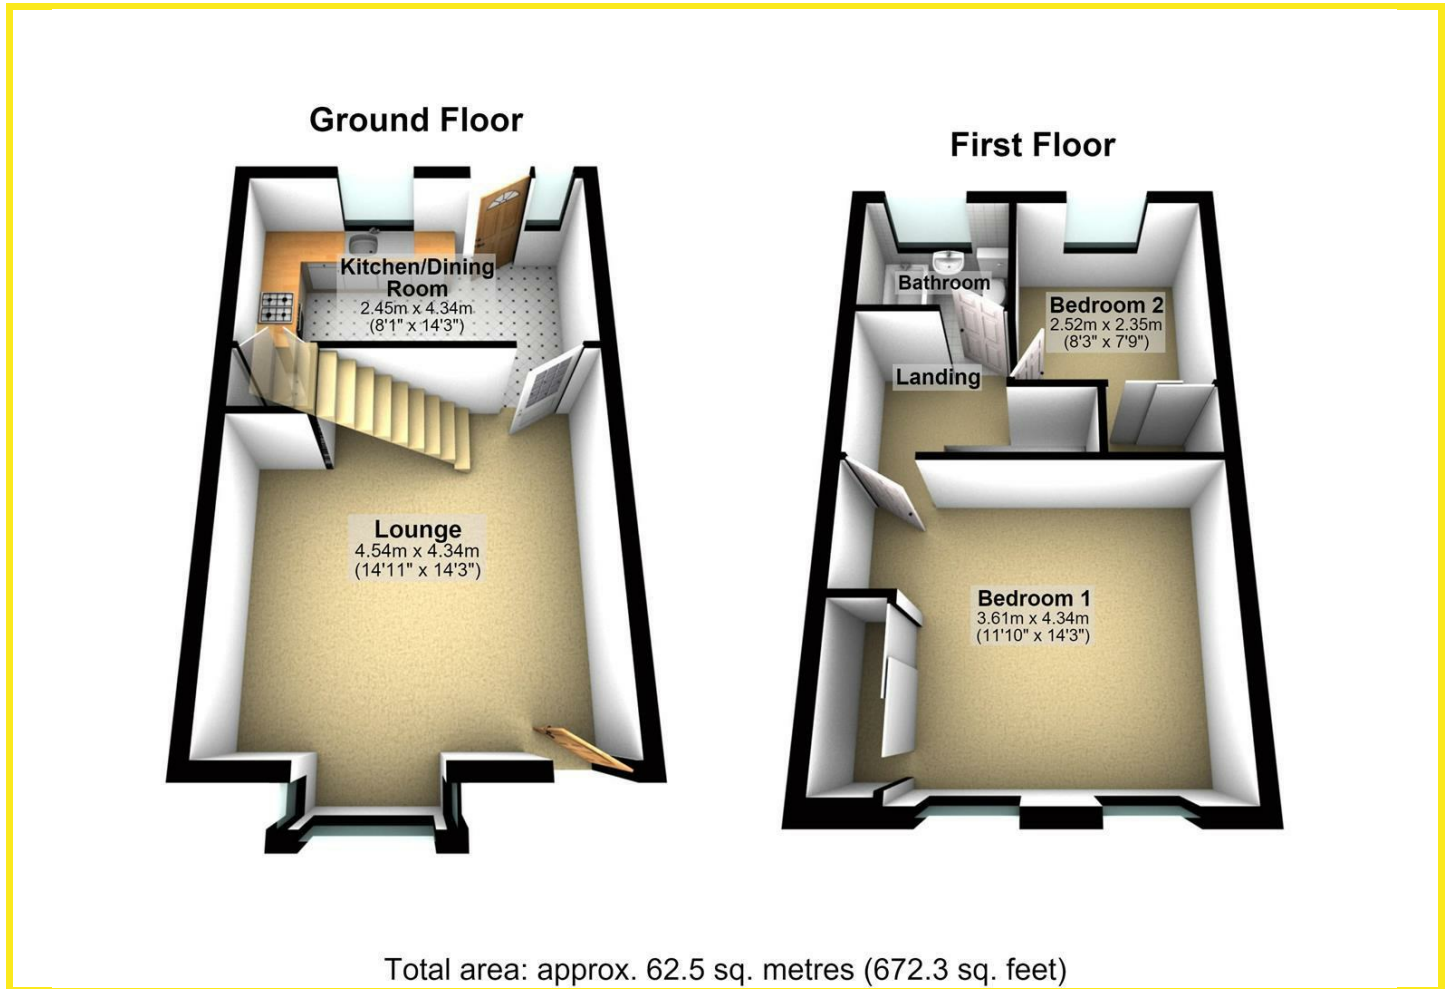 Ground Floor
Kitchen/Dining
Room
2.45m x 4.34m
(8'1" x 14'3")
Lounge
4.54m x 4.34m
(14'11" x 14'3")
First Floor
Bathroom
Bedroom 2
2.52m x 2.35m
(8'3" x 7'9")
Landing
Bedroom 1
3.61m x 4.34m
(11'10" x 14'3")
Total area: approx. 62.5 sq. metres (672.3 sq. feet)